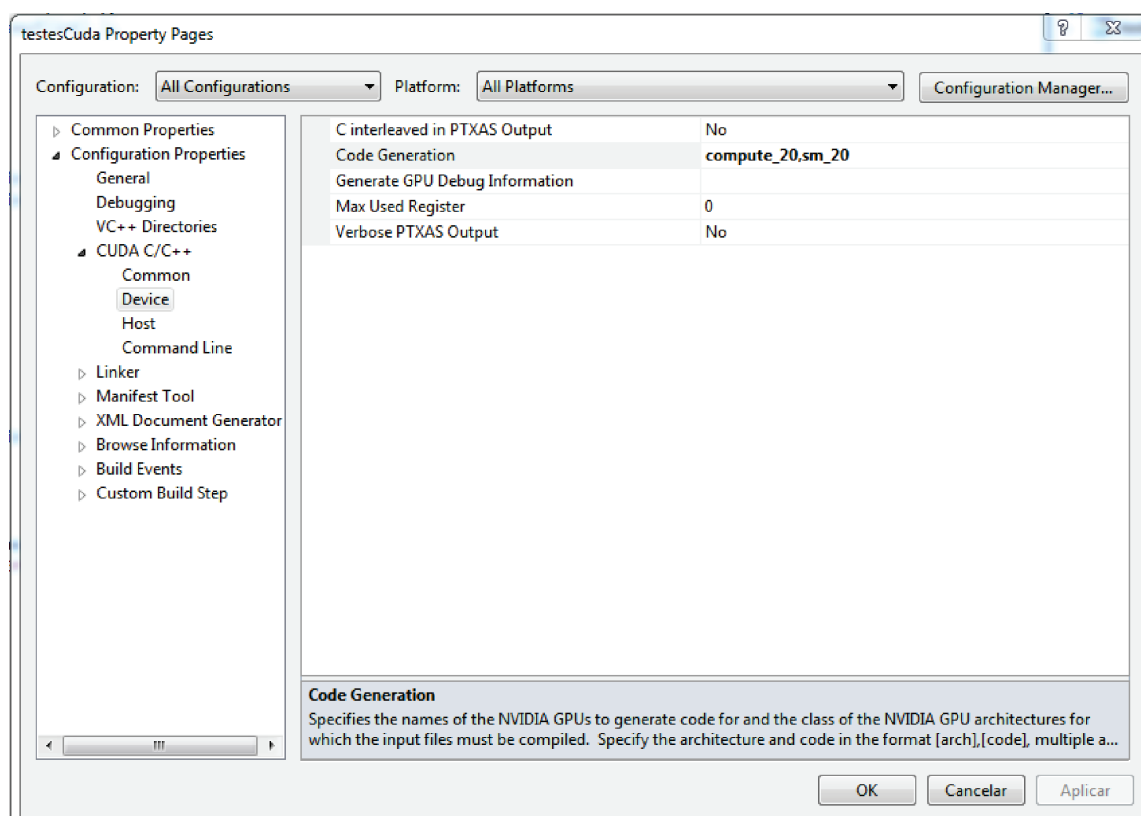 testesCuda Property Pages
Configuration: All Configurations Platform: All Platforms Configuration Manager...
Common Properties
Configuration Properties
General
Debugging
VC++ Directories
CUDA C/C++
Common
Device
Host
Command Line
Linker
Manifest Tool
XML Document Generator
Browse Information
Build Events
Custom Build Step
C interleaved in PTXAS Output No
Code Generation compute_20,sm_20
Generate GPU Debug Information
Max Used Register 0
Verbose PTXAS Output No
Code Generation
Specifies the names of the NVIDIA GPUs to generate code for and the class of the NVIDIA GPU architectures for
which the input files must be compiled. Specify the architecture and code in the format [arch],[code], multiple a...
OK Cancelar Aplicar